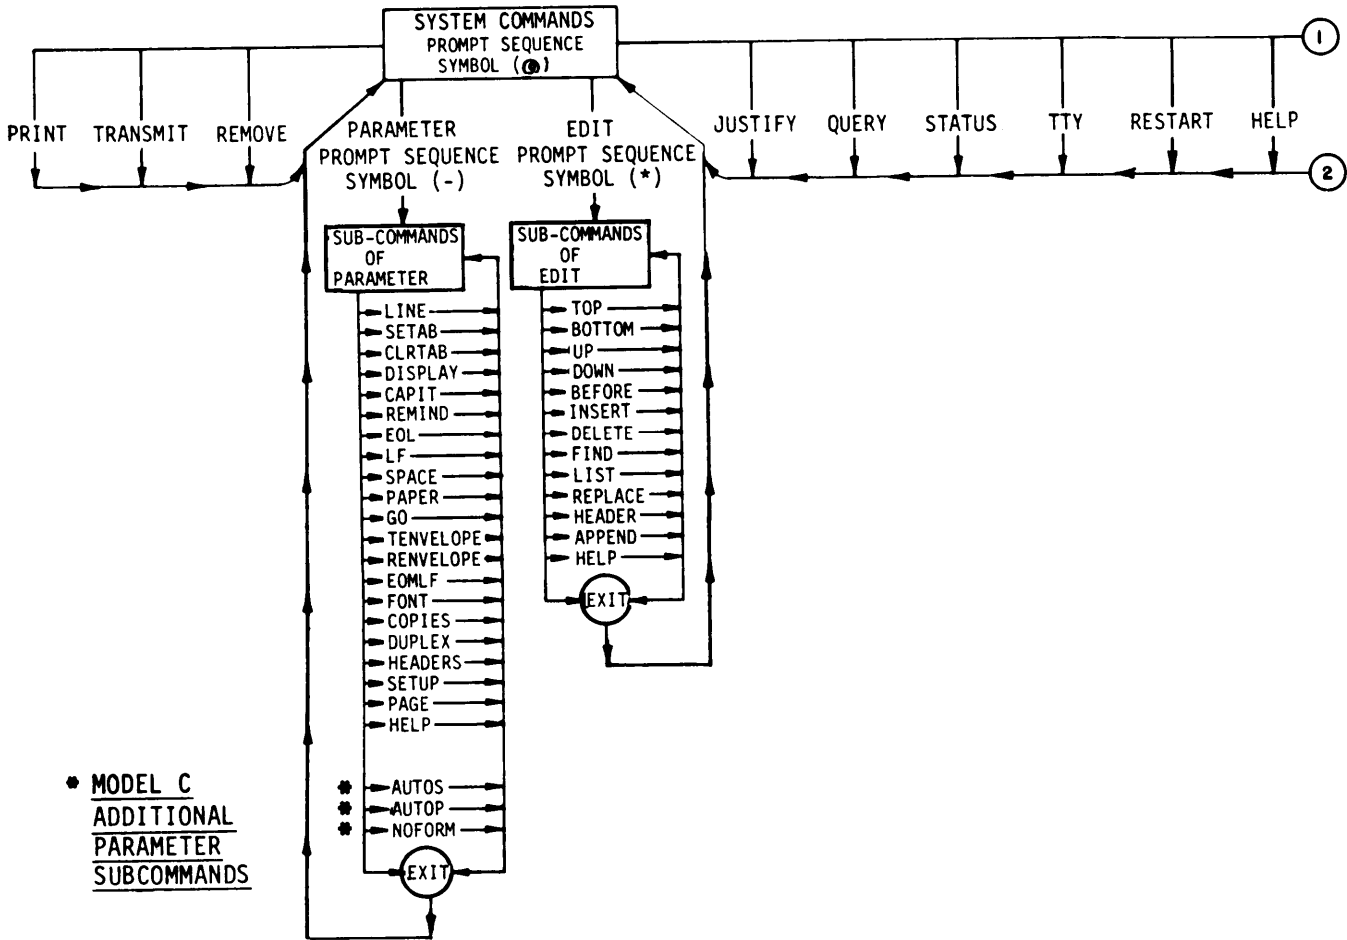 SYSTEM COMMANDS
PROMPT SEQUENCE
SYMBOL (@)
1
PRINT
TRANSMIT
REMOVE
PARAMETER
PROMPT SEQUENCE
SYMBOL (-)
EDIT
PROMPT SEQUENCE
SYMBOL (*)
JUSTIFY
QUERY
STATUS
TTY
RESTART
HELP
2
SUB-COMMANDS
OF
PARAMETER
LINE
SETAB
CLRTAB
DISPLAY
CAPIT
REMIND
EOL
LF
SPACE
PAPER
GO
TENVELOPE
RENVELOPE
EOMLF
FONT
COPIES
DUPLEX
HEADERS
SETUP
PAGE
HELP
* AUTOS
* AUTOP
* NOFORM
EXIT
SUB-COMMANDS
OF
EDIT
TOP
BOTTOM
UP
DOWN
BEFORE
INSERT
DELETE
FIND
LIST
REPLACE
HEADER
APPEND
HELP
EXIT
* MODEL C
ADDITIONAL
PARAMETER
SUBCOMMANDS